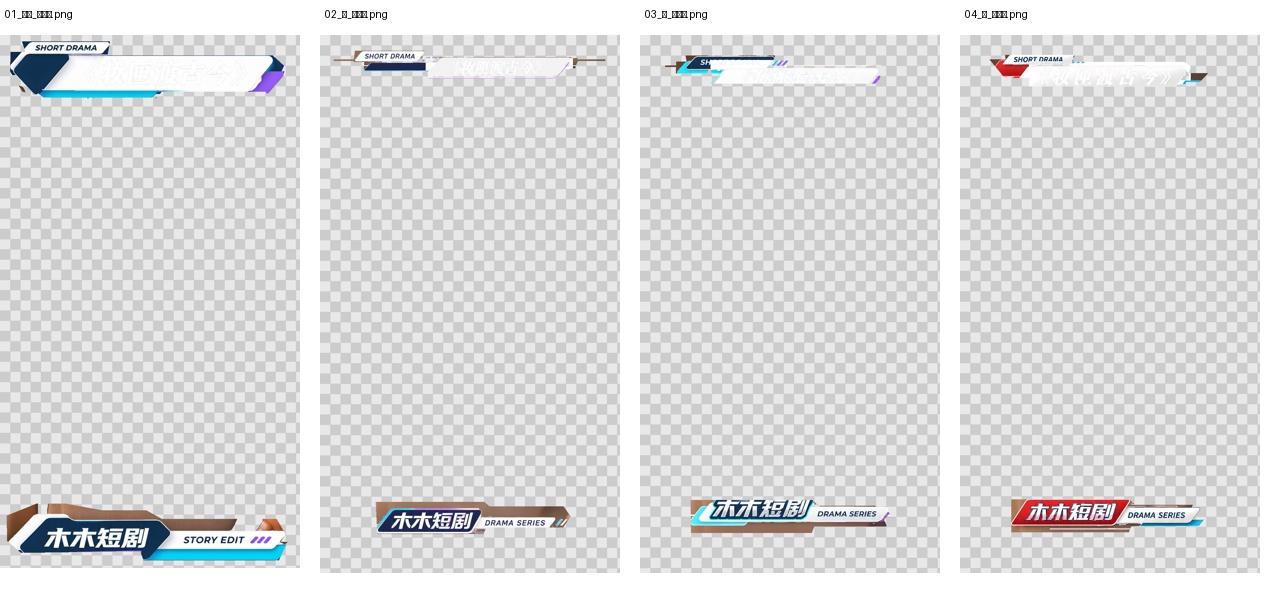 01_
.png
02_
.png
03_
.png
04_
.png
SHORT DRAMA
SHORT DRAMA
SH
SHORT DRAMA
木木短剧
STORY EDIT
木木短剧
DRAMA SERIES
木木短剧
DRAMA SERIES
木木短剧
DRAMA SERIES